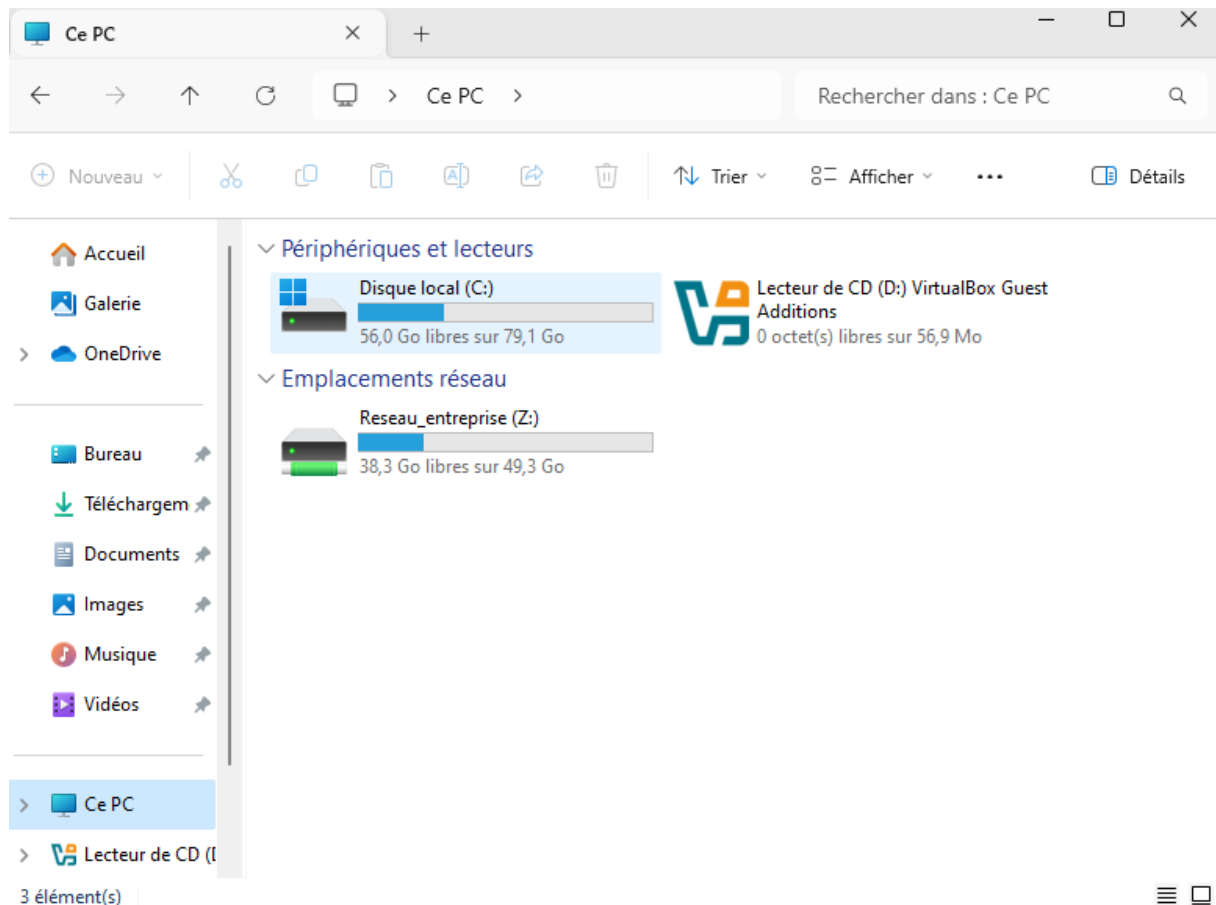 Ce PC
Ce PC
Rechercher dans : Ce PC
Nouveau
Trier
Afficher
Détails
Accueil
Galerie
OneDrive
Bureau
Téléchargem
Documents
Images
Musique
Vidéos
Ce PC
Lecteur de CD (D
Périphériques et lecteurs
Disque local (C:)
56,0 Go libres sur 79,1 Go
Lecteur de CD (D:) VirtualBox Guest
Additions
0 octet(s) libres sur 56,9 Mo
Emplacements réseau
Reseau_entreprise (Z:)
38,3 Go libres sur 49,3 Go
3 élément(s)